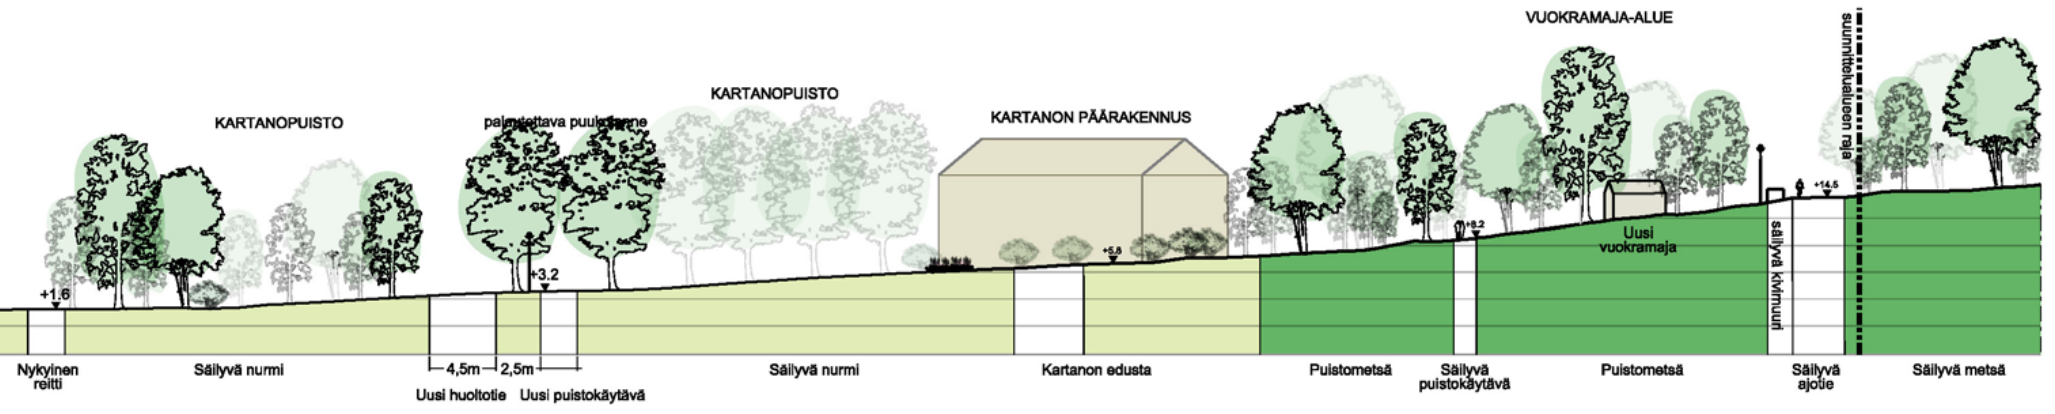 VUOKRAMAJA-ALUE
suunnittelualueen raja
KARTANOPUISTO
KARTANOPUISTO
palautettava puukujanne
KARTANON PÄÄRAKENNUS
+1.6
+3.2
+5.8
+8.2
+14.5
Uusi
vuokramaja
säilyvä kivimuuri
Nykyinen
reitti
Säilyvä nurmi
4,5m
2,5m
Uusi huoltotie
Uusi puistokäytävä
Säilyvä nurmi
Kartanon edusta
Puistometsä
Säilyvä
puistokäytävä
Puistometsä
Säilyvä
ajotie
Säilyvä metsä